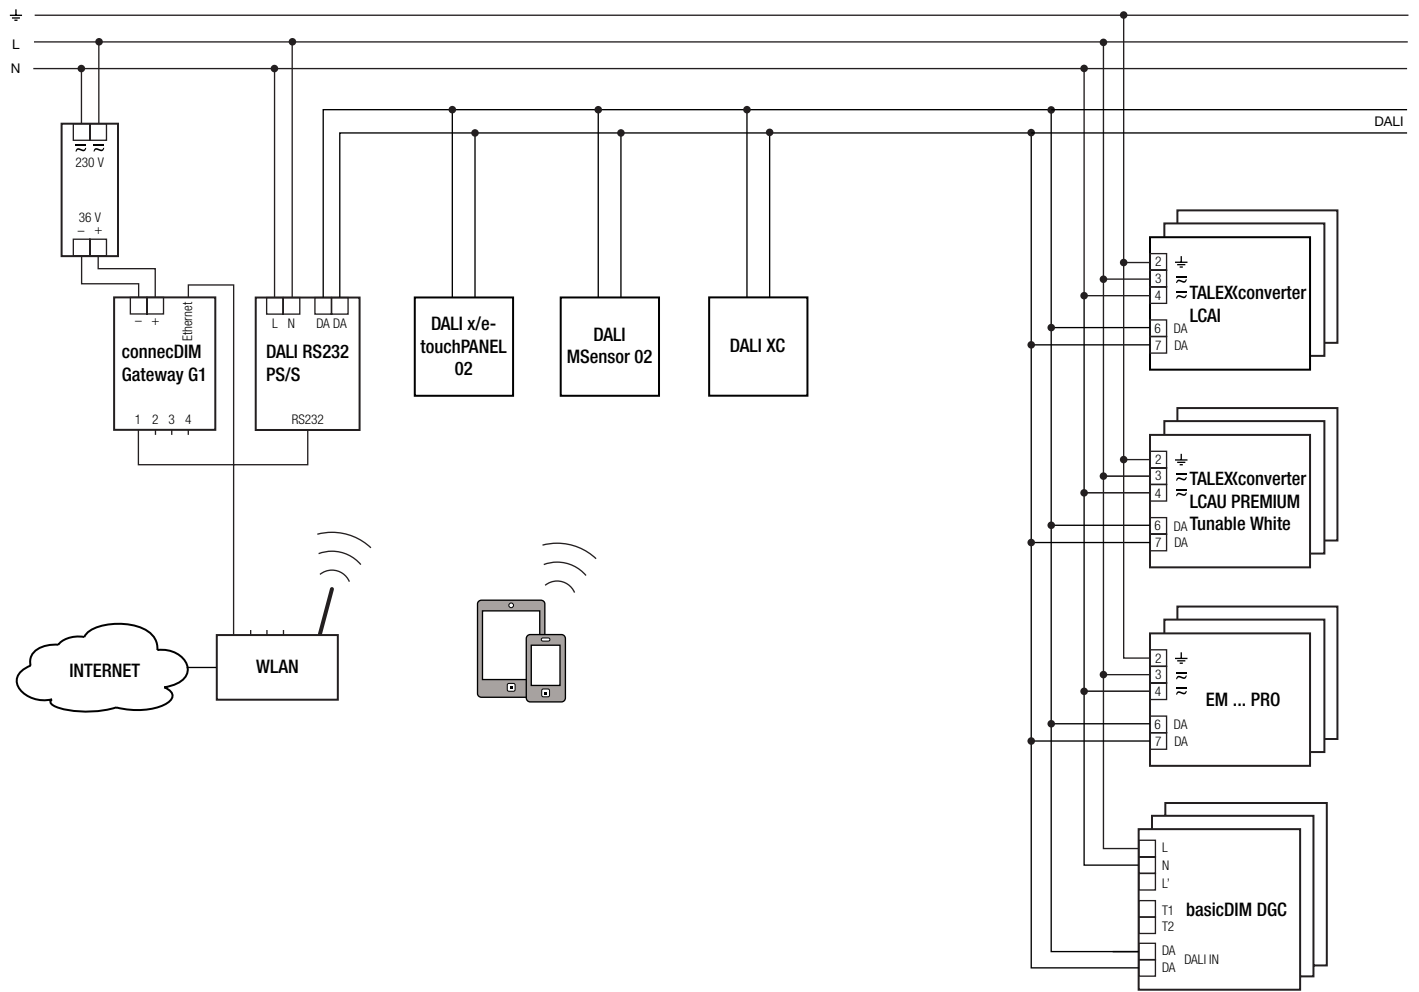 ⏚
L
N
DALI
230 V
36 V
– +
– +
Ethernet
connecDIM
Gateway G1
1 2 3 4
L N DA DA
DALI RS232
PS/S
RS232
DALI x/e-
touchPANEL
02
DALI
MSensor 02
DALI XC
2
3
4
TALEXXconverter
LCAI
6 DA
7 DA
2
3
4
TALEXXconverter
LCAU PREMIUM
Tunable White
6 DA
7 DA
2
3
4
EM ... PRO
6 DA
7 DA
L
N
L'
T1
T2
basicDIM DGC
DA
DA
DALI IN
INTERNET
WLAN